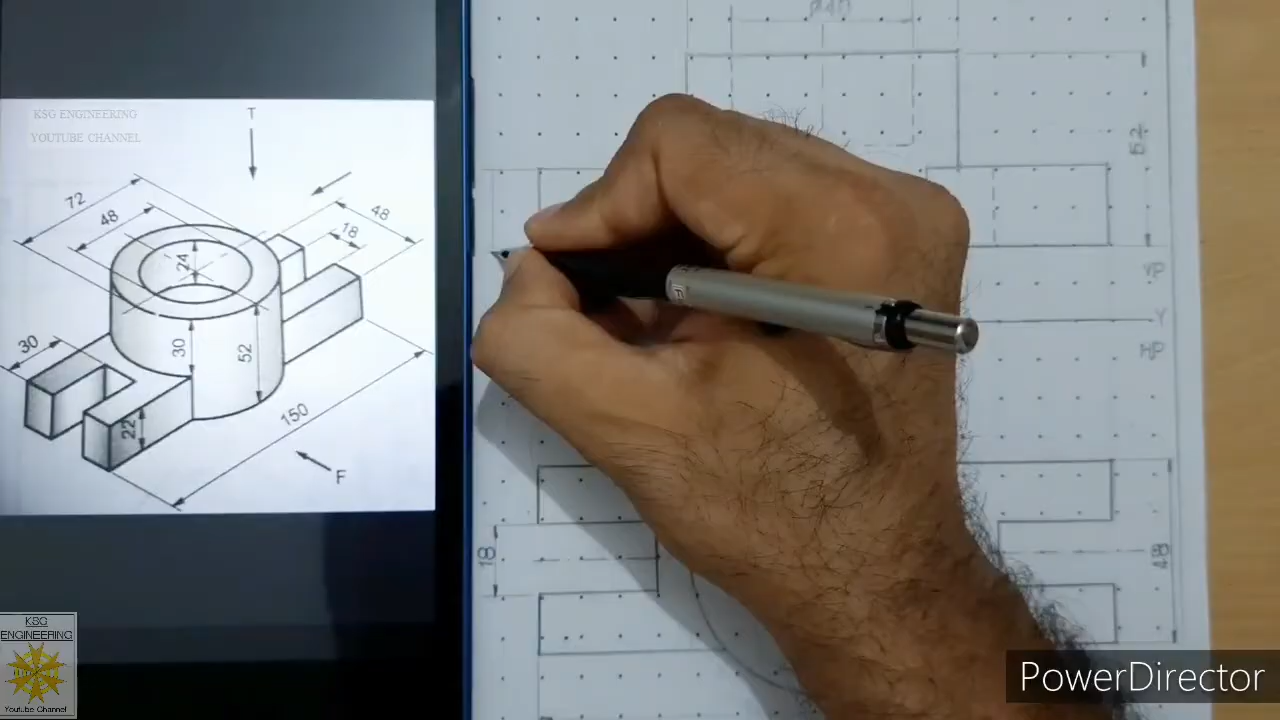 KSG ENGINEERING
YOUTUBE CHANNEL
T
72
48
48
18
24
30
30
52
22
150
F
Ø40
52
VP
Y
HP
18
48
KSG
ENGINEERING
Youtube Channel
PowerDirector